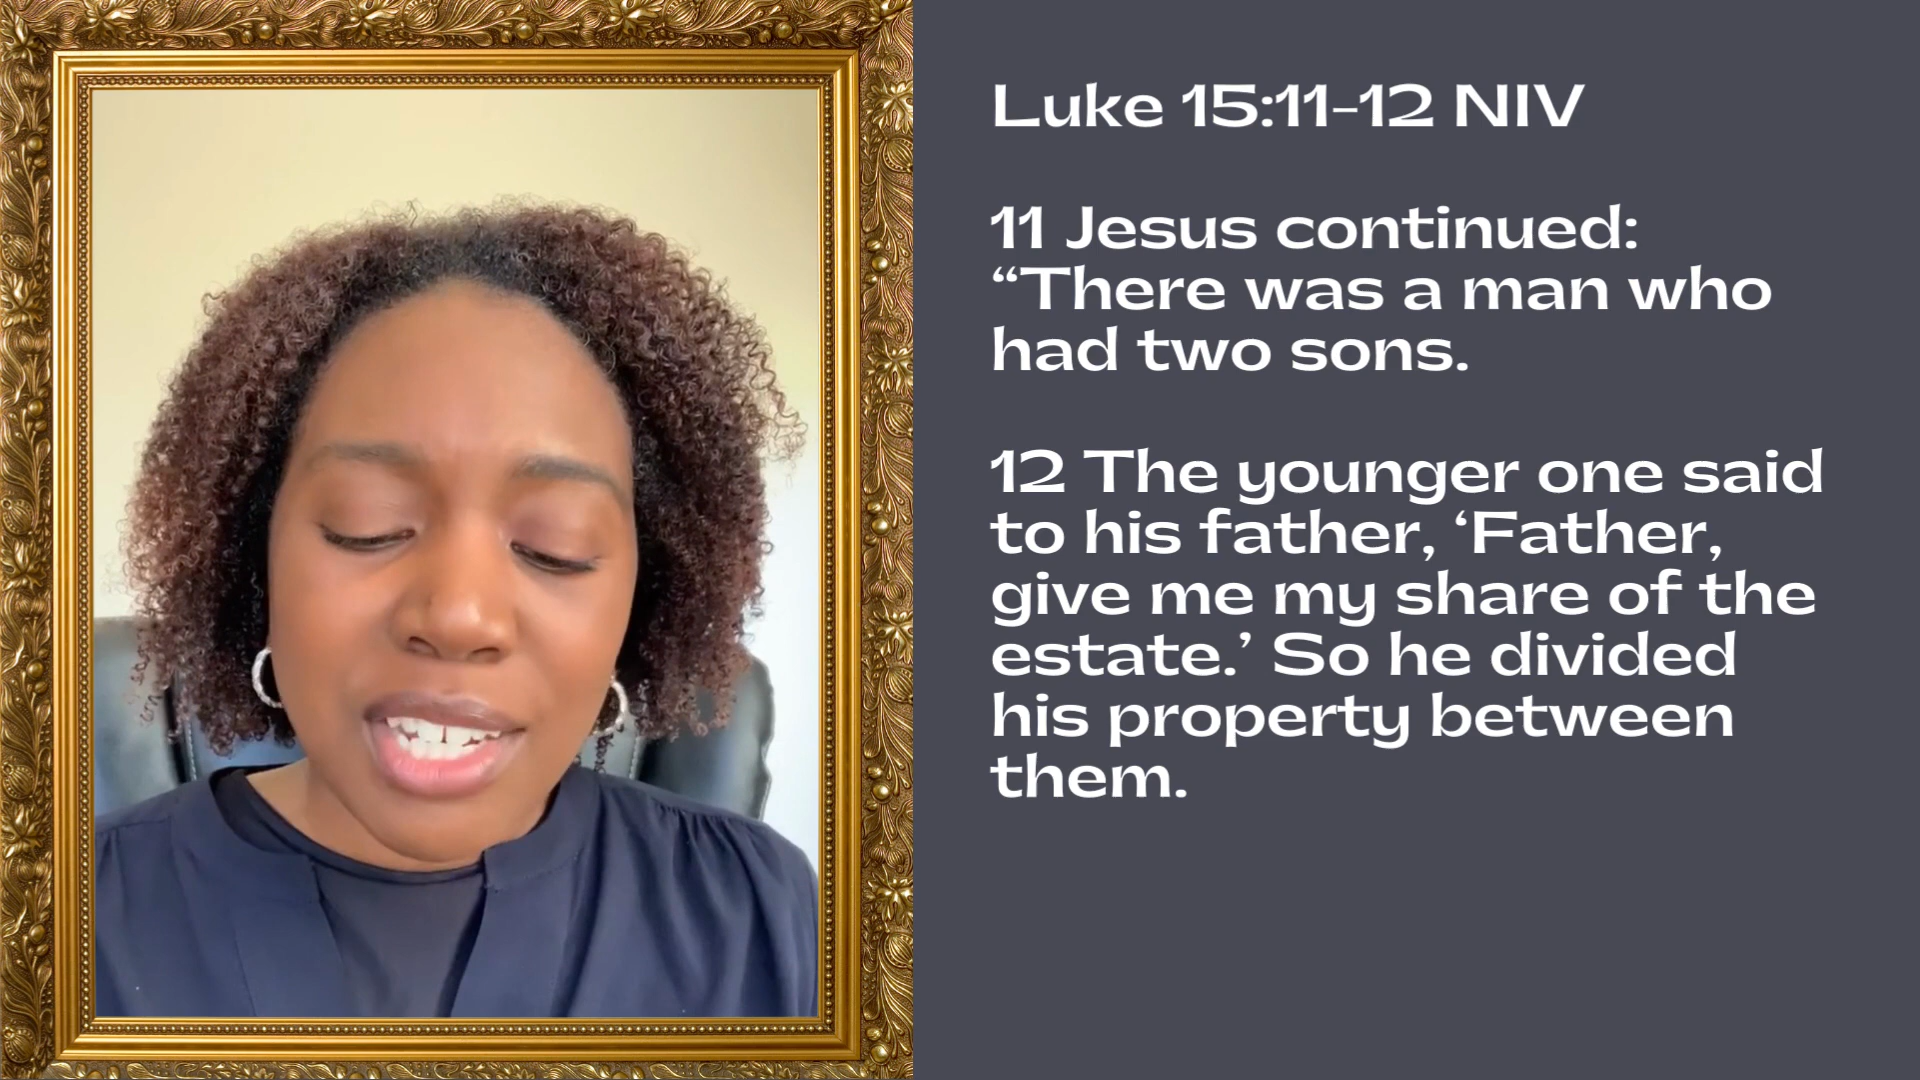 Luke 15:11-12 NIV
11 Jesus continued:
“There was a man who
had two sons.
12 The younger one said
to his father, ‘Father,
give me my share of the
estate.’ So he divided
his property between
them.